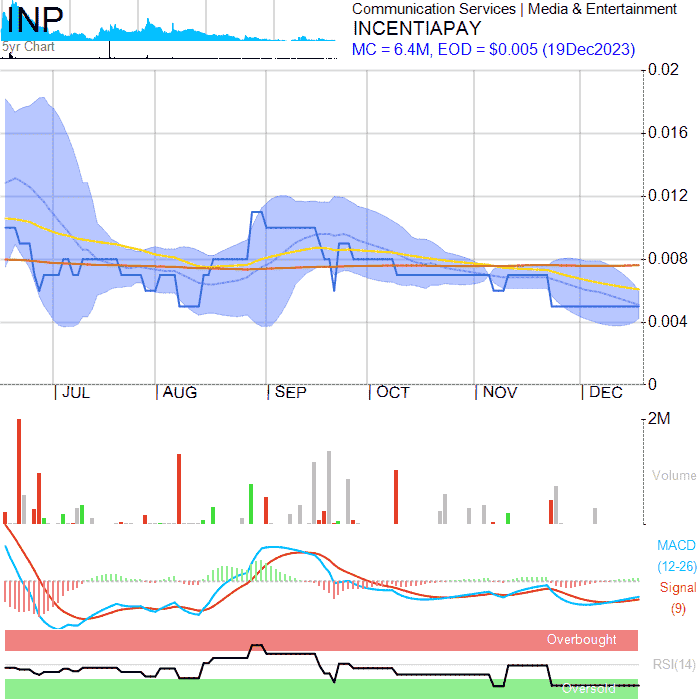 INP
Communication Services | Media & Entertainment
INCENTIAPAY
5yr Chart
MC = 6.4M, EOD = $0.005 (19Dec2023)
0.02
0.016
0.012
0.008
0.004
0
JUL AUG SEP OCT NOV DEC
2M
Volume
MACD
(12-26)
Signal
(9)
Overbought
RSI(14)
Oversold